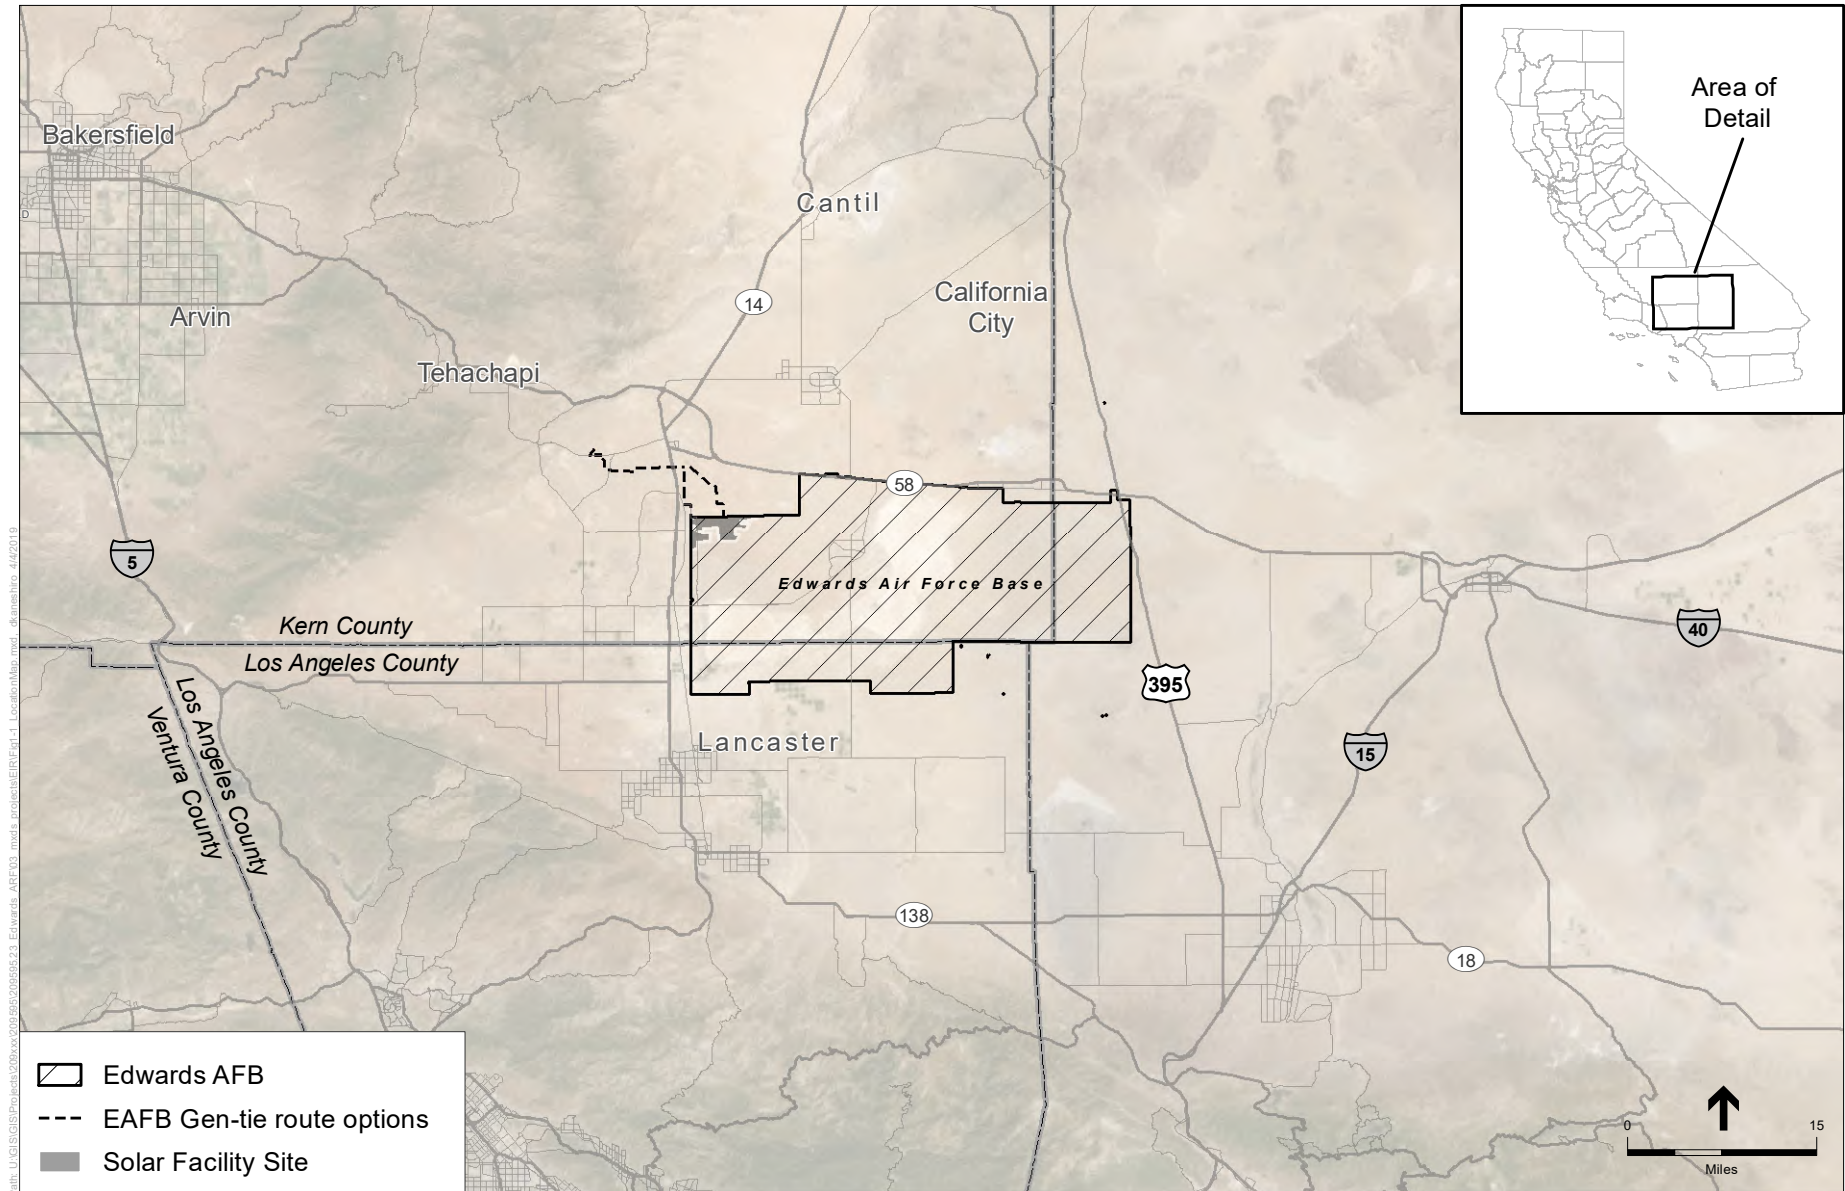 Area of
Detail
Bakersfield
Cantil
California
City
14
Arvin
Tehachapi
58
Edwards Air Force Base
5
Kern County
Los Angeles County
40
395
Los Angeles County
Ventura County
Lancaster
15
138
18
Edwards AFB
EAFB Gen-tie route options
Solar Facility Site
0 15
Miles